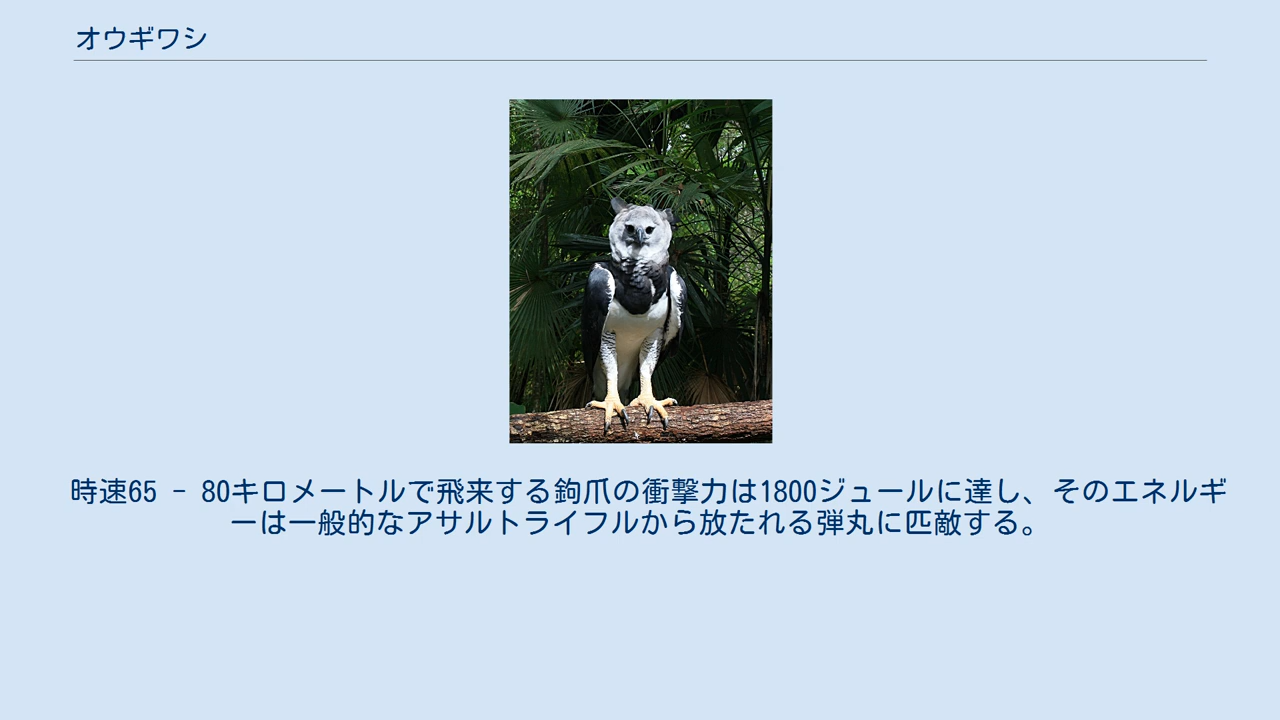 オウギワシ
時速65 - 80キロメートルで飛来する鉤爪の衝撃力は1800ジュールに達し、そのエネルギ
ーは一般的なアサルトライフルから放たれる弾丸に匹敵する。